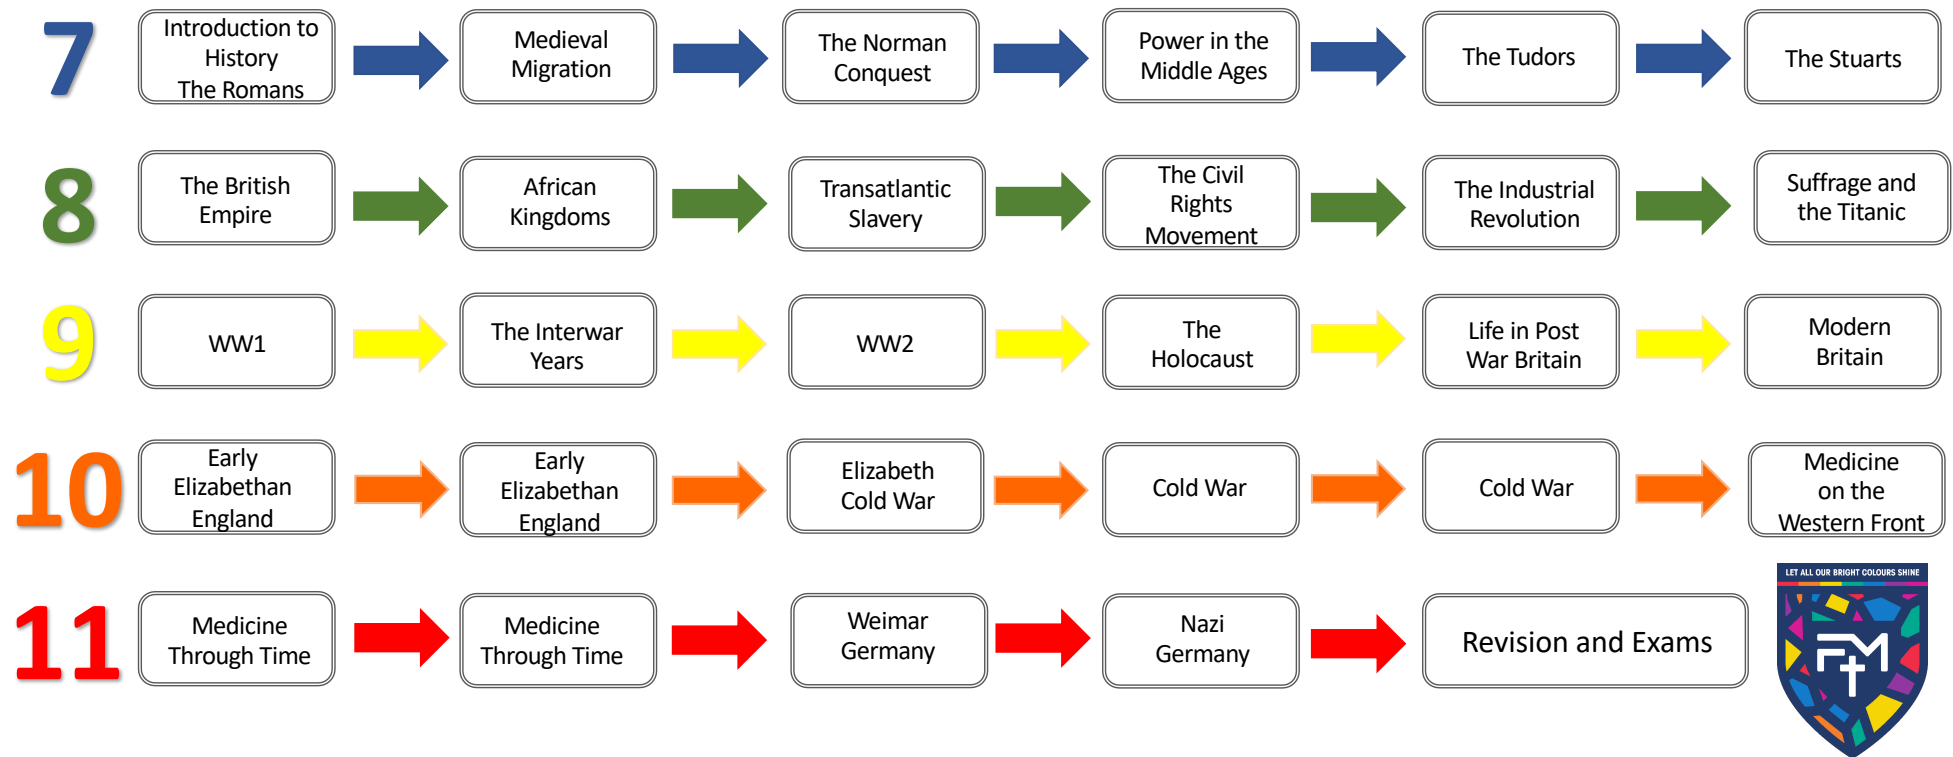 7
Introduction to
History
The Romans
Medieval
Migration
The Norman
Conquest
Power in the
Middle Ages
The Tudors
The Stuarts
8
The British
Empire
African
Kingdoms
Transatlantic
Slavery
The Civil
Rights
Movement
The Industrial
Revolution
Suffrage and
the Titanic
9
WW1
The Interwar
Years
WW2
The
Holocaust
Life in Post
War Britain
Modern
Britain
10
Early
Elizabethan
England
Early
Elizabethan
England
Elizabeth
Cold War
Cold War
Cold War
Medicine
on the
Western Front
11
Medicine
Through Time
Medicine
Through Time
Weimar
Germany
Nazi
Germany
Revision and Exams
LET ALL OUR BRIGHT COLOURS SHINE
FM